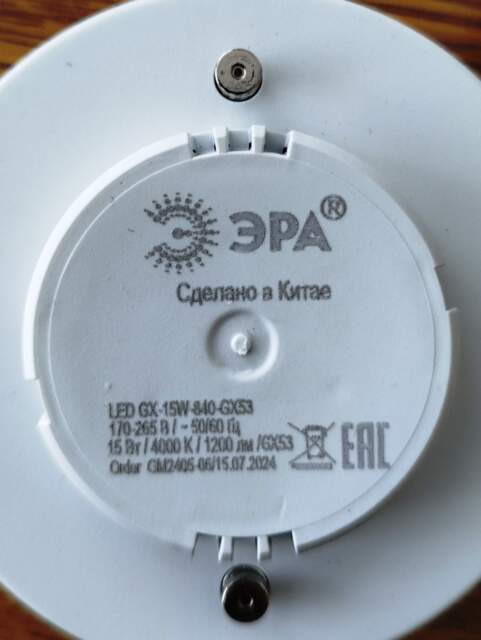 ЭРА®
Сделано в Китае
LED GX-15W-840-GX53
170-265 В / ~ 50/60 Гц
15 Вт / 4000 K / 1200 лм /GX53
EAC
Order GM2405-06/15.07.2024